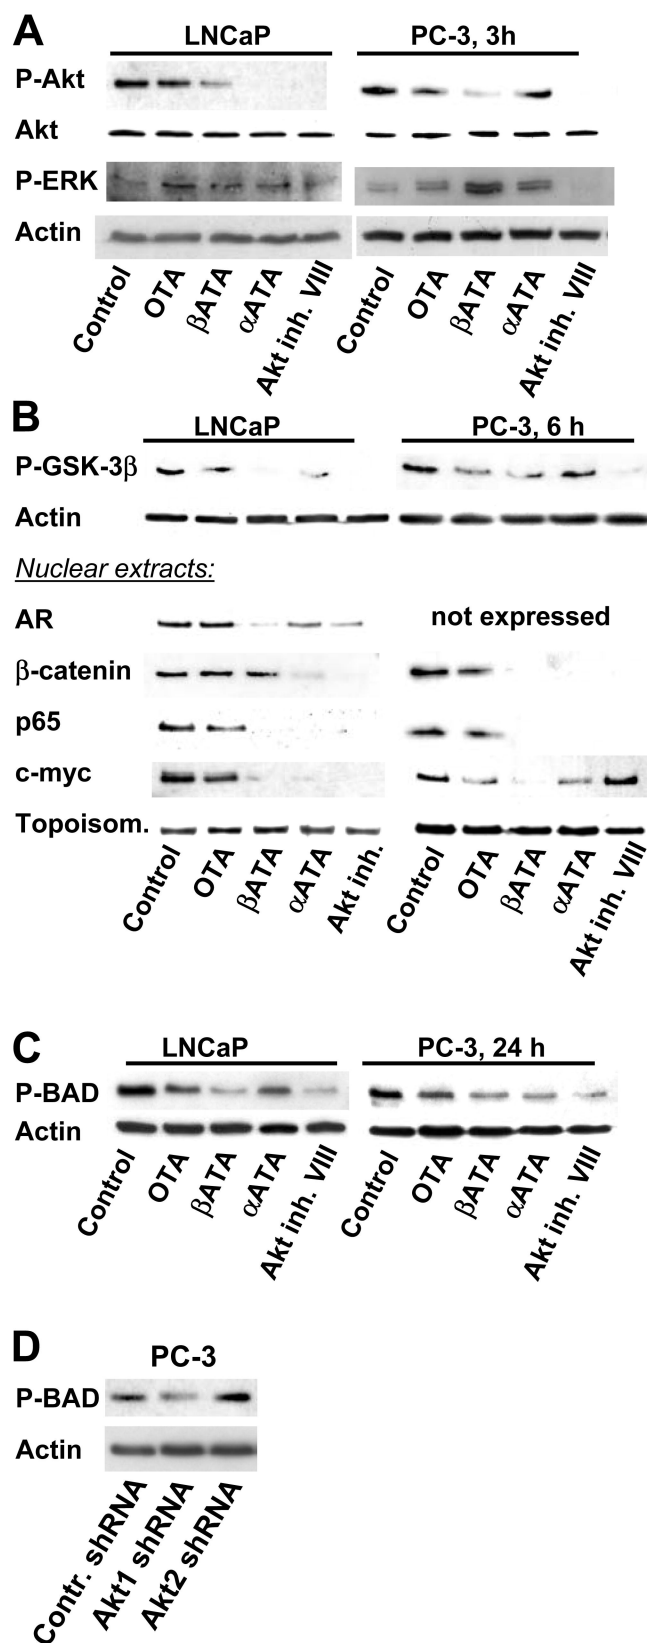 A
LNCaP PC-3, 3h
P-Akt
Akt
P-ERK
Actin
Control OTA βATA αATA Akt inh. VIII Control OTA βATA αATA Akt inh. VIII
B
LNCaP PC-3, 6 h
P-GSK-3β
Actin
Nuclear extracts:
AR not expressed
β-catenin
p65
c-myc
Topoisom.
Control OTA βATA αATA Akt inh. Control OTA βATA αATA Akt inh. VIII
C
LNCaP PC-3, 24 h
P-BAD
Actin
Control OTA βATA αATA Akt inh. VIII Control OTA βATA αATA Akt inh. VIII
D
PC-3
P-BAD
Actin
Contr. shRNA Akt1 shRNA Akt2 shRNA